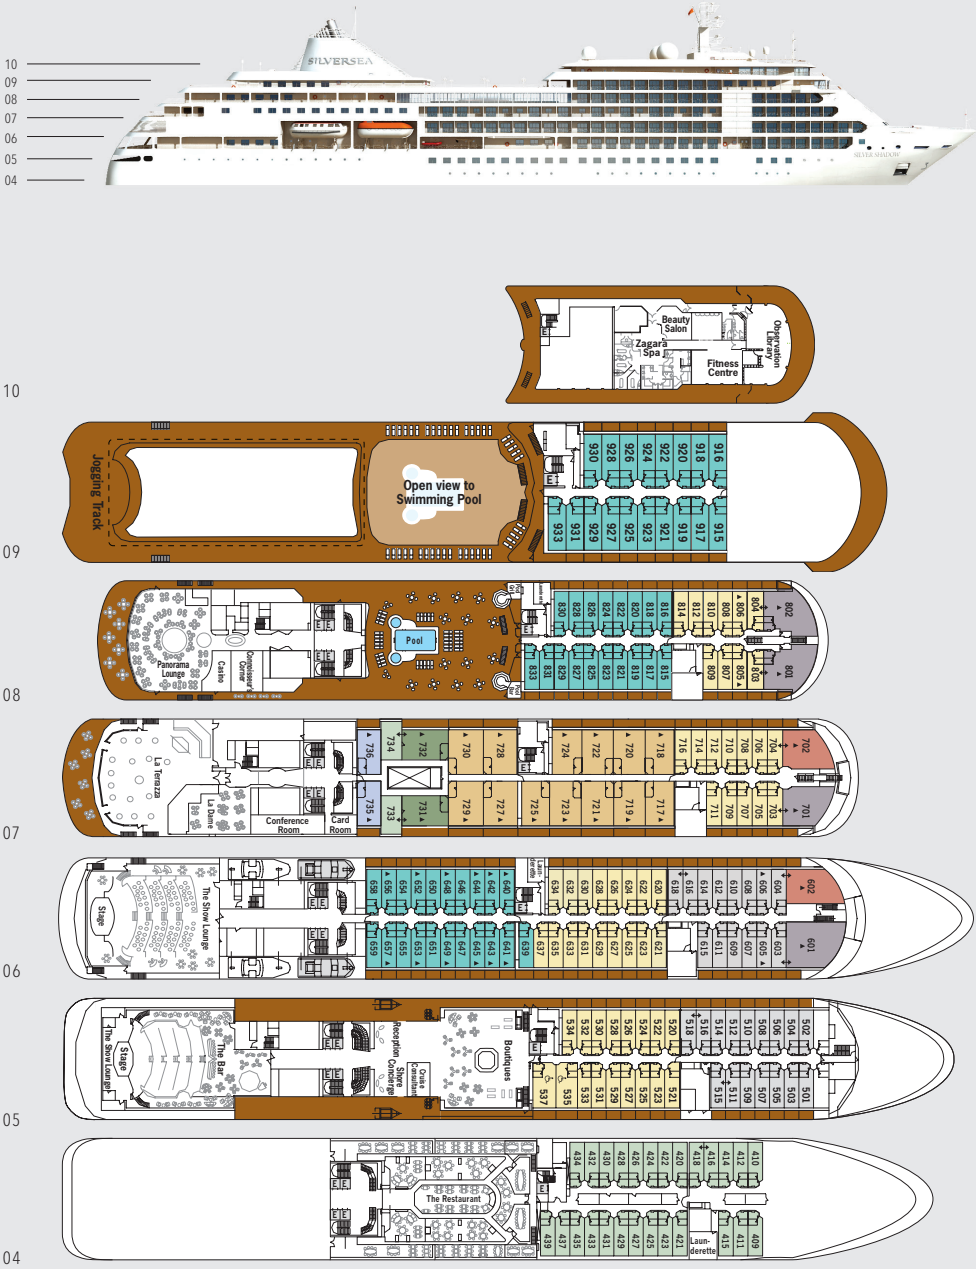 SILVERSEA
10
09
08
07
06
05
04
SILVER SHADOW
Beauty
Salon
Zagara
Spa
Fitness
Centre
Observation
Library
E
10
Jogging Track
Open view to
Swimming Pool
E
930 928 926 924 922 920 918 916
933 931 929 927 925 923 921 919 917 915
09
Panorama
Lounge
Casino
Connoisseur's
Corner
E E
E E
Pool
Pool
Bar
E
830 828 826 824 822 820 818 816 814 812 810 808 806 804 802
833 831 829 827 825 823 821 819 817 815 809 805 803 801
08
La Terrazza
La Dame
Conference
Room
Card
Room
E E
E E
E
736 734 732 730 728 724 722 720 718 716 714 712 710 708 706 704 702
735 733 731 729 727 725 723 721 719 717 711 709 707 705 703 701
07
Stage
The Show Lounge
E E
E E
Laun-
derette
E
658 656 654 652 650 648 646 644 642 640 634 632 630 628 626 624 622 620 618 616 614 612 610 608 606 604 602
659 657 655 653 651 649 647 645 643 641 639 637 635 633 631 629 627 625 623 621 615 611 609 607 605 603 601
06
The Show Lounge
Stage
The Bar
E E
E E
Reception
Shore
Concierge
Cruise
Consultant
Boutiques
E
534 532 530 528 526 524 522 520 518 516 514 512 510 508 506 504 502
537 535 533 531 529 527 525 523 521 515 511 509 507 505 503 501
05
E E
E E
The Restaurant
E
434 432 430 428 426 424 422 420 418 416 414 412 410
439 437 435 433 431 429 427 425 423 421 415 411 409
Laun-
derette
04